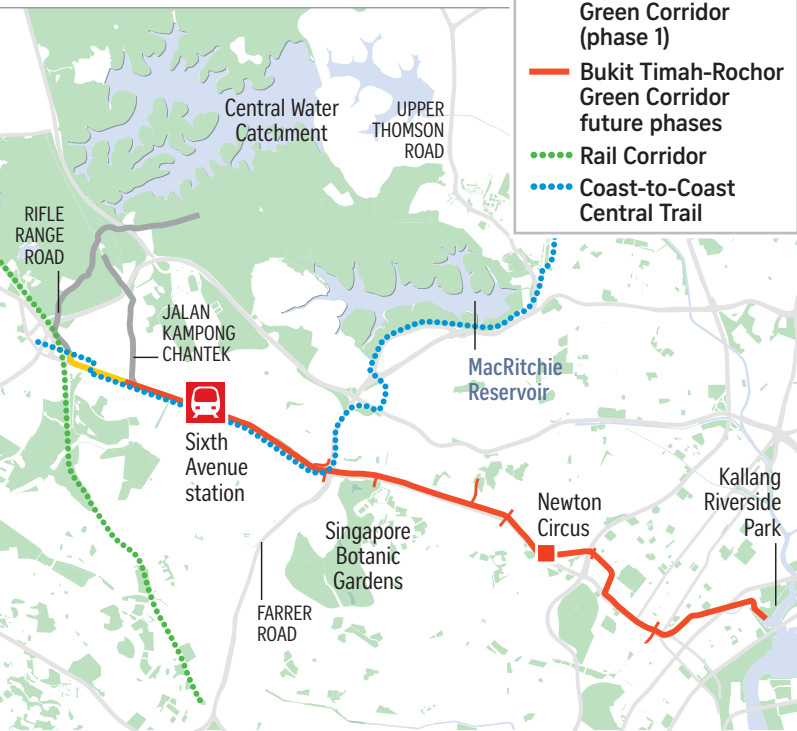 Green Corridor
(phase 1)
Bukit Timah-Rochor
Green Corridor
future phases
Rail Corridor
Coast-to-Coast
Central Trail
Central Water
Catchment
UPPER
THOMSON
ROAD
RIFLE
RANGE
ROAD
JALAN
KAMPONG
CHANTEK
MacRitchie
Reservoir
Sixth
Avenue
station
Singapore
Botanic
Gardens
Newton
Circus
Kallang
Riverside
Park
FARRER
ROAD